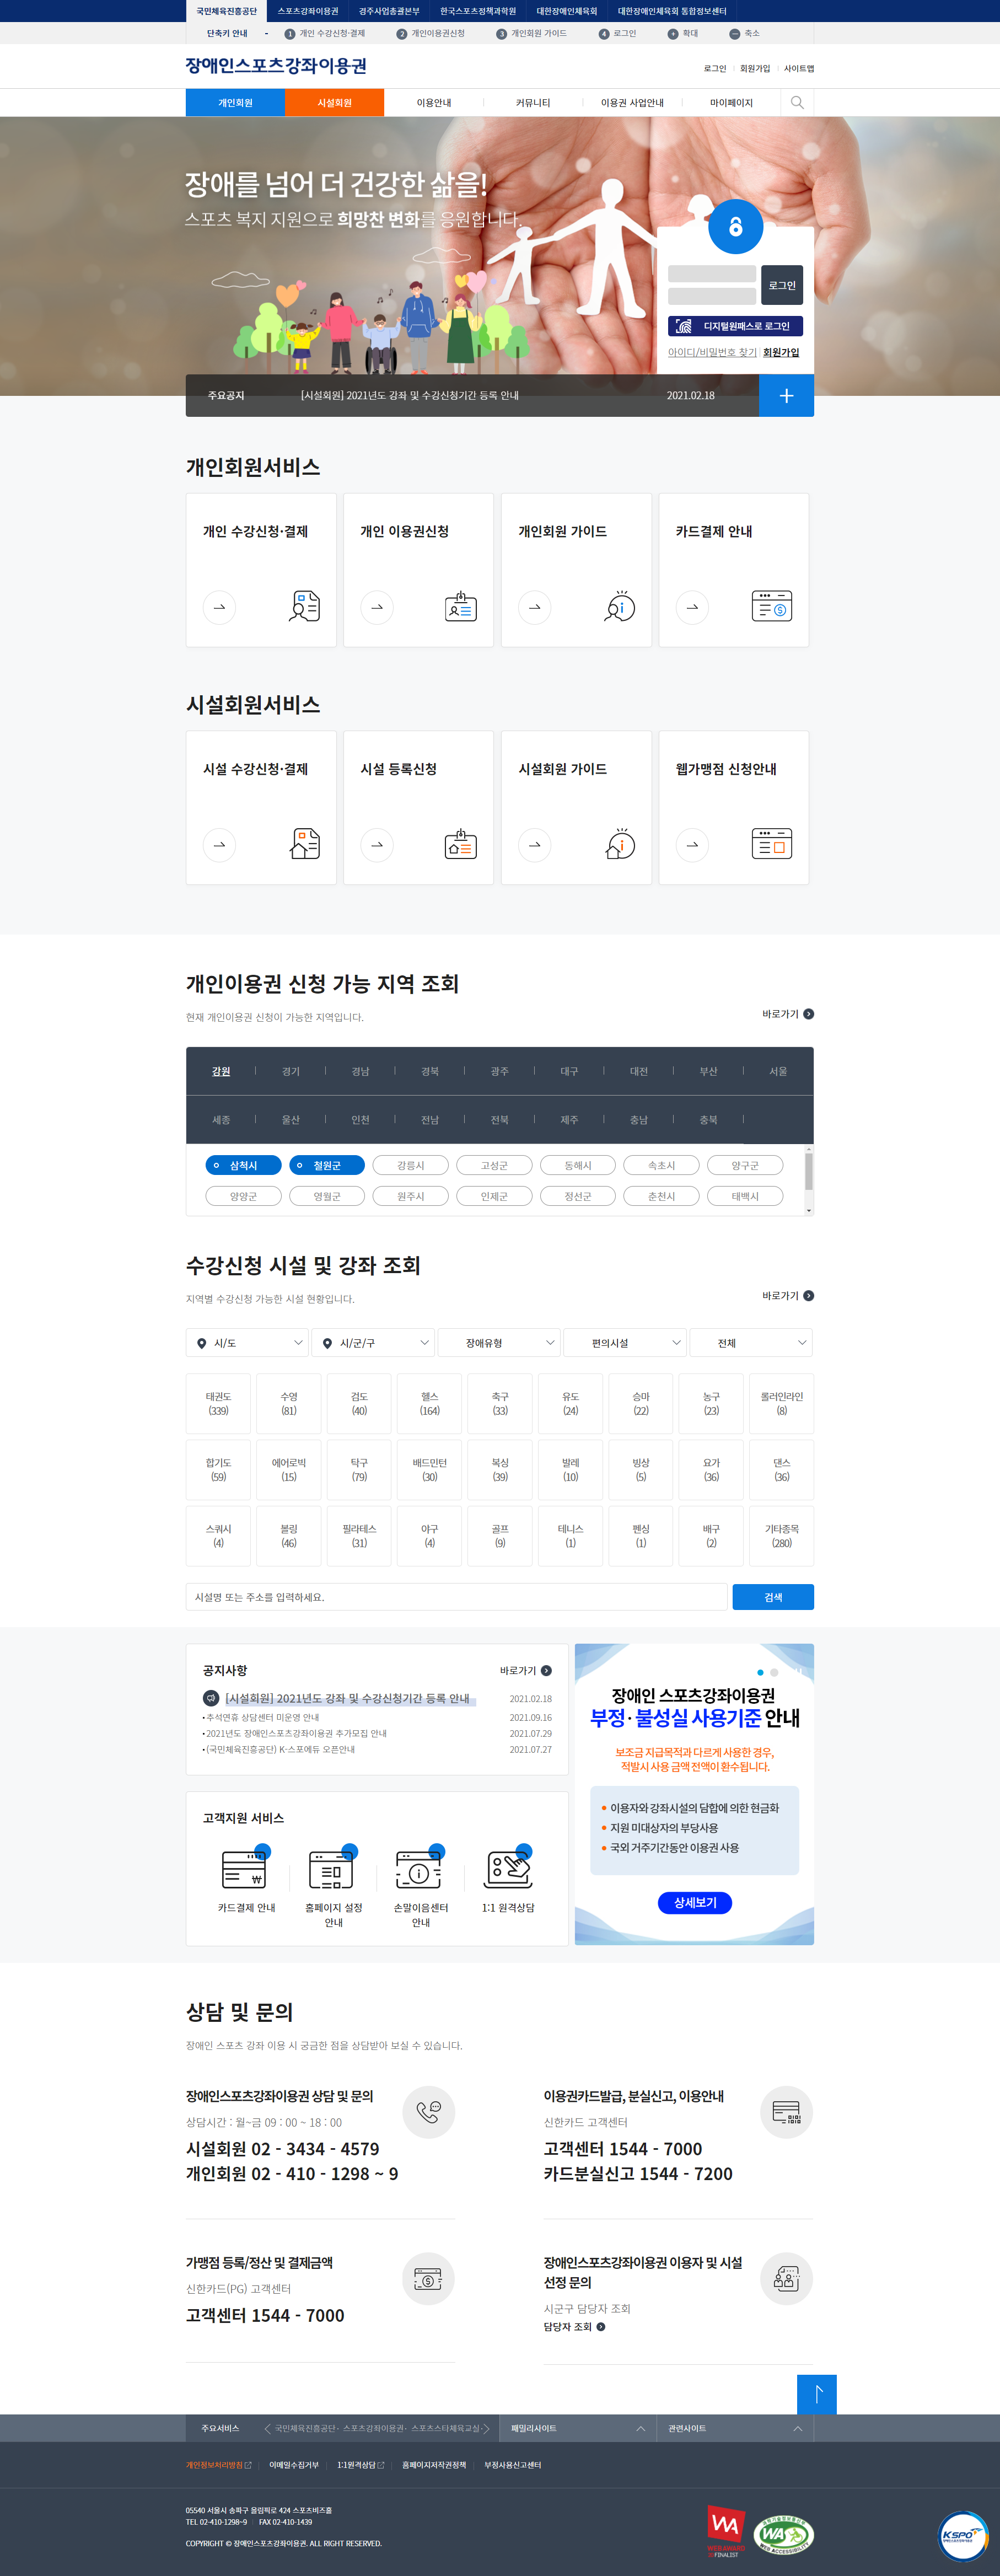 국민체육진흥공단 스포츠강좌이용권 경주사업총괄본부 한국스포츠정책과학원 대한장애인체육회 대한장애인체육회 통합정보센터
단축키 안내 - 1 개인 수강신청·결제 2 개인이용권신청 3 개인회원 가이드 4 로그인 + 확대 - 축소
장애인스포츠강좌이용권
로그인 회원가입 사이트맵
개인회원 시설회원 이용안내 커뮤니티 이용권 사업안내 마이페이지
장애를 넘어 더 건강한 삶을!
스포츠 복지 지원으로 희망찬 변화를 응원합니다.
로그인
디지털원패스로 로그인
아이디/비밀번호 찾기 회원가입
주요공지 [시설회원] 2021년도 강좌 및 수강신청기간 등록 안내 2021.02.18
개인회원서비스
개인 수강신청·결제 개인 이용권신청 개인회원 가이드 카드결제 안내
시설회원서비스
시설 수강신청·결제 시설 등록신청 시설회원 가이드 웹가맹점 신청안내
개인이용권 신청 가능 지역 조회
현재 개인이용권 신청이 가능한 지역입니다. 바로가기
강원 경기 경남 경북 광주 대구 대전 부산 서울
세종 울산 인천 전남 전북 제주 충남 충북
삼척시 철원군 강릉시 고성군 동해시 속초시 양구군
양양군 영월군 원주시 인제군 정선군 춘천시 태백시
수강신청 시설 및 강좌 조회
지역별 수강신청 가능한 시설 현황입니다. 바로가기
시/도 시/군/구 장애유형 편의시설 전체
태권도 수영 검도 헬스 축구 유도 승마 농구 롤러인라인
(339) (81) (40) (164) (33) (24) (22) (23) (8)
합기도 에어로빅 탁구 배드민턴 복싱 발레 빙상 요가 댄스
(59) (15) (79) (30) (39) (10) (5) (36) (36)
스쿼시 볼링 필라테스 야구 골프 테니스 펜싱 배구 기타종목
(4) (46) (31) (4) (9) (1) (1) (2) (280)
시설명 또는 주소를 입력하세요. 검색
공지사항 바로가기
[시설회원] 2021년도 강좌 및 수강신청기간 등록 안내 2021.02.18
추석연휴 상담센터 미운영 안내 2021.09.16
2021년도 장애인스포츠강좌이용권 추가모집 안내 2021.07.29
(국민체육진흥공단) K-스포에듀 오픈안내 2021.07.27
장애인 스포츠강좌이용권
부정·불성실 사용기준 안내
보조금 지급목적과 다르게 사용한 경우,
적발시 사용 금액 전액이 환수됩니다.
이용자와 강좌시설의 담합에 의한 현금화
지원 미대상자의 부당사용
국외 거주기간동안 이용권 사용
상세보기
고객지원 서비스
카드결제 안내 홈페이지 설정 안내 손말이음센터 안내 1:1 원격상담
상담 및 문의
장애인 스포츠 강좌 이용 시 궁금한 점을 상담받아 보실 수 있습니다.
장애인스포츠강좌이용권 상담 및 문의
상담시간 : 월~금 09 : 00 ~ 18 : 00
시설회원 02 - 3434 - 4579
개인회원 02 - 410 - 1298 ~ 9
이용권카드발급, 분실신고, 이용안내
신한카드 고객센터
고객센터 1544 - 7000
카드분실신고 1544 - 7200
가맹점 등록/정산 및 결제금액
신한카드(PG) 고객센터
고객센터 1544 - 7000
장애인스포츠강좌이용권 이용자 및 시설
선정 문의
시군구 담당자 조회
담당자 조회
주요서비스 국민체육진흥공단· 스포츠강좌이용권· 스포츠스타체육교실· 패밀리사이트 관련사이트
개인정보처리방침 이메일수집거부 1:1원격상담 홈페이지저작권정책 부정사용신고센터
05540 서울시 송파구 올림픽로 424 스포츠비즈홀
TEL 02-410-1298~9 FAX 02-410-1439
COPYRIGHT © 장애인스포츠강좌이용권. ALL RIGHT RESERVED.
WA
WEB AWARD
FINALIST
WA
WEB ACCESSIBILITY
KSPO